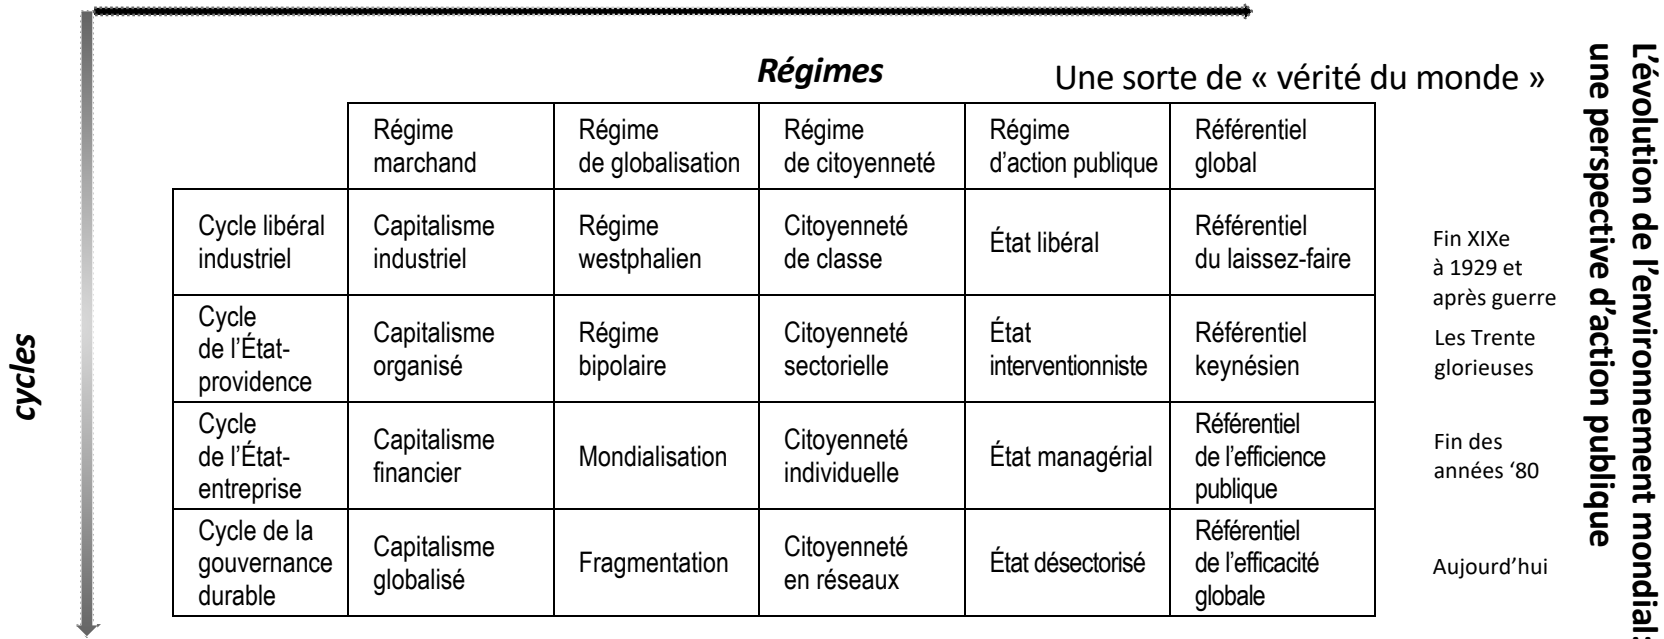 Régimes
Une sorte de « vérité du monde »
Régime
marchand
Régime
de globalisation
Régime
de citoyenneté
Régime
d’action publique
Référentiel
global
Cycle libéral
industriel
Capitalisme
industriel
Régime
westphalien
Citoyenneté
de classe
État libéral
Référentiel
du laissez-faire
Fin XIXe
à 1929 et
après guerre
Cycle
de l’État-
providence
Capitalisme
organisé
Régime
bipolaire
Citoyenneté
sectorielle
État
interventionniste
Référentiel
keynésien
Les Trente
glorieuses
Cycle
de l’État-
entreprise
Capitalisme
financier
Mondialisation
Citoyenneté
individuelle
État managérial
Référentiel
de l’efficience
publique
Fin des
années ‘80
Cycle de la
gouvernance
durable
Capitalisme
globalisé
Fragmentation
Citoyenneté
en réseaux
État désectorisé
Référentiel
de l’efficacité
globale
Aujourd’hui
cycles
L’évolution de l’environnement mondial:
une perspective d’action publique